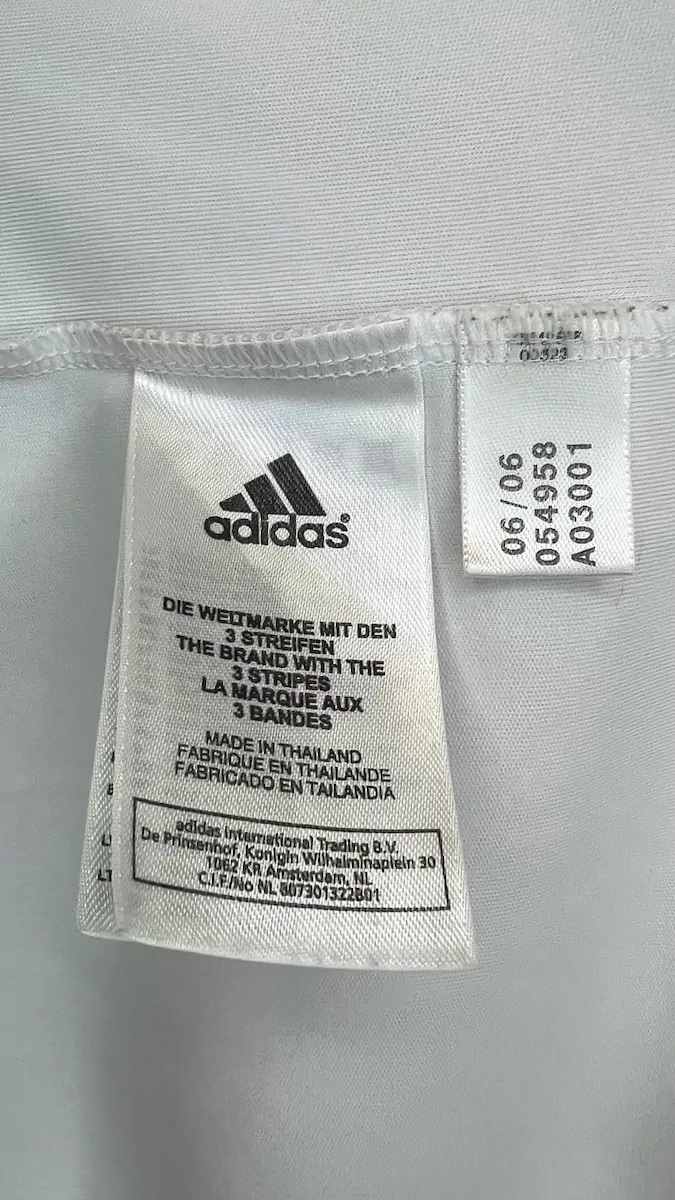 adidas®
DIE WELTMARKE MIT DEN
3 STREIFEN
THE BRAND WITH THE
3 STRIPES
LA MARQUE AUX
3 BANDES
MADE IN THAILAND
FABRIQUE EN THAILANDE
FABRICADO EN TAILANDIA
adidas International Trading B.V.
De Prinsenhof, Konigin Wilhelminaplein 30
1062 KR Amsterdam, NL
C.I.F./No NL 807301322B01
06/06
054958
A03001